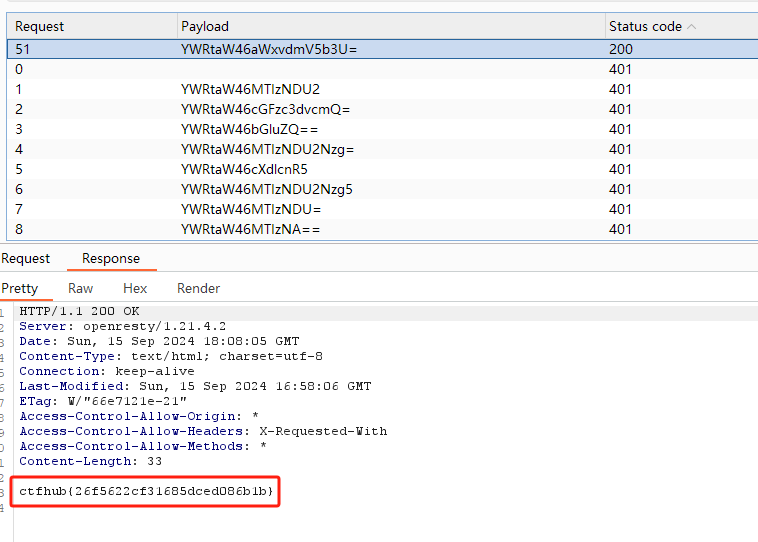 Request Payload Status code
51 YWRtaW46aWxvdmV5b3U= 200
0 401
1 YWRtaW46MTIzNDU2 401
2 YWRtaW46cGFzc3dvcmQ= 401
3 YWRtaW46bGluZQ== 401
4 YWRtaW46MTIzNDU2Nzg= 401
5 YWRtaW46cXdlcnR5 401
6 YWRtaW46MTIzNDU2Nzg5 401
7 YWRtaW46MTIzNDU= 401
8 YWRtaW46MTIzNA== 401
Request Response
Pretty Raw Hex Render
1 HTTP/1.1 200 OK
2 Server: openresty/1.21.4.2
3 Date: Sun, 15 Sep 2024 18:08:05 GMT
4 Content-Type: text/html; charset=utf-8
5 Connection: keep-alive
6 Last-Modified: Sun, 15 Sep 2024 16:58:06 GMT
7 ETag: W/"66e7121e-21"
8 Access-Control-Allow-Origin: *
9 Access-Control-Allow-Headers: X-Requested-With
0 Access-Control-Allow-Methods: *
1 Content-Length: 33
2
3 ctfhub{26f5622cf31685dced086b1b}
4